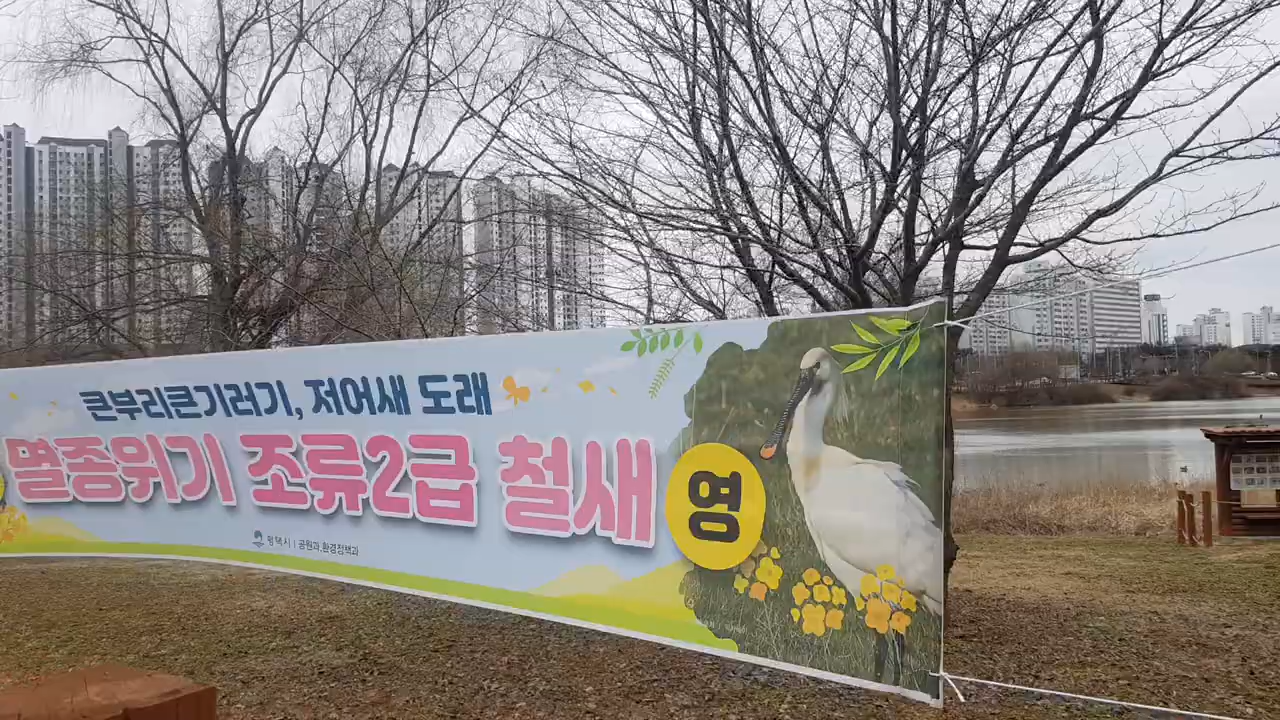 큰부리큰기러기, 저어새 도래
멸종위기 조류2급 철새
영
평택시 | 공원과,환경정책과